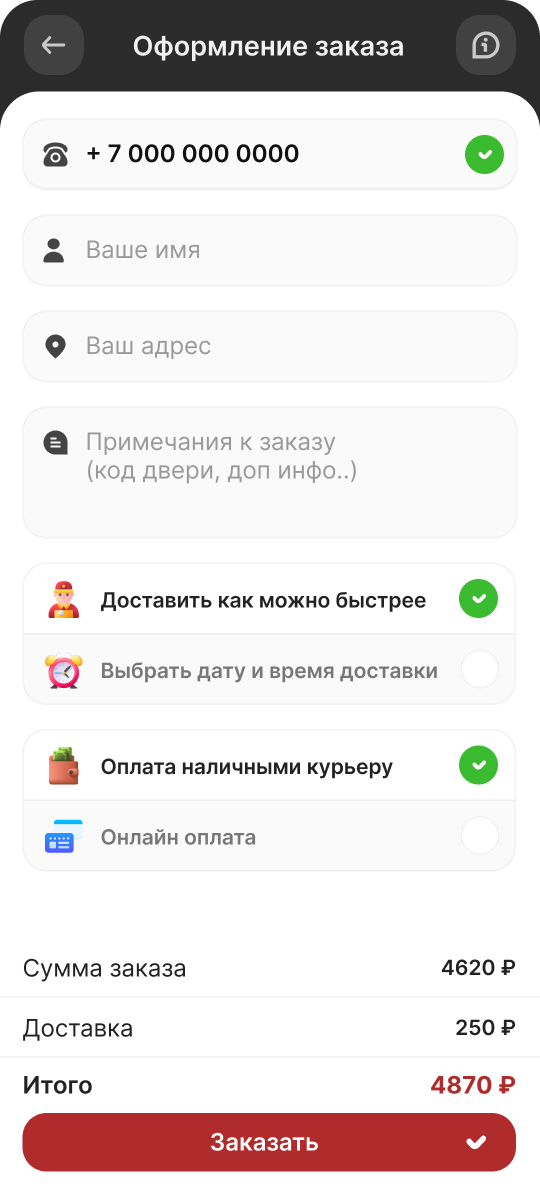 Оформление заказа
+ 7 000 000 0000
Ваше имя
Ваш адрес
Примечания к заказу
(код двери, доп инфо..)
Доставить как можно быстрее
Выбрать дату и время доставки
Оплата наличными курьеру
Онлайн оплата
Сумма заказа 4620 ₽
Доставка 250 ₽
Итого 4870 ₽
Заказать